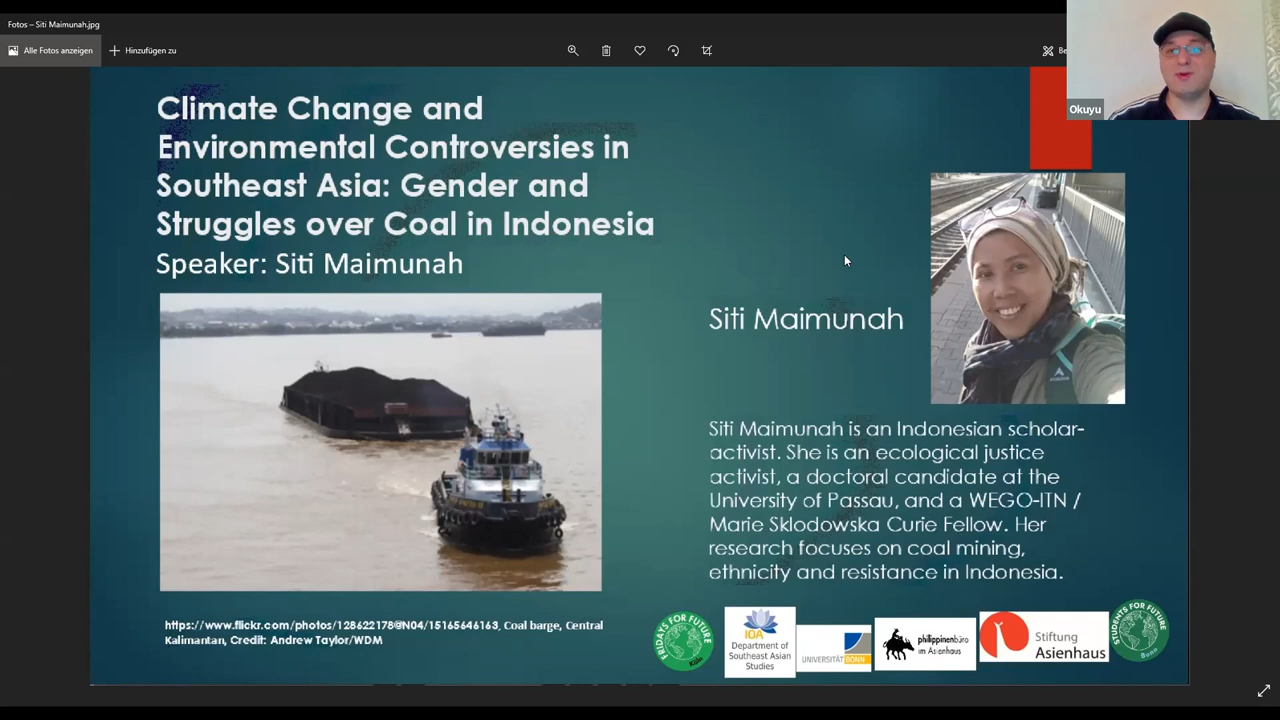 Fotos – Siti Maimunah.jpg
Alle Fotos anzeigen
Hinzufügen zu
Be
Okuyu
Climate Change and
Environmental Controversies in
Southeast Asia: Gender and
Struggles over Coal in Indonesia
Speaker: Siti Maimunah
Siti Maimunah
Siti Maimunah is an Indonesian scholar-
activist. She is an ecological justice
activist, a doctoral candidate at the
University of Passau, and a WEGO-ITN /
Marie Sklodowska Curie Fellow. Her
research focuses on coal mining,
ethnicity and resistance in Indonesia.
https://www.flickr.com/photos/128622178@N04/15165646163, Coal barge, Central
Kalimantan, Credit: Andrew Taylor/WDM
FRIDAYS FOR FUTURE
Köln
IOA
Department of
Southeast Asian
Studies
UNIVERSITÄT BONN
philippinenbüro
im Asienhaus
Stiftung
Asienhaus
STUDENTS FOR FUTURE
Bonn